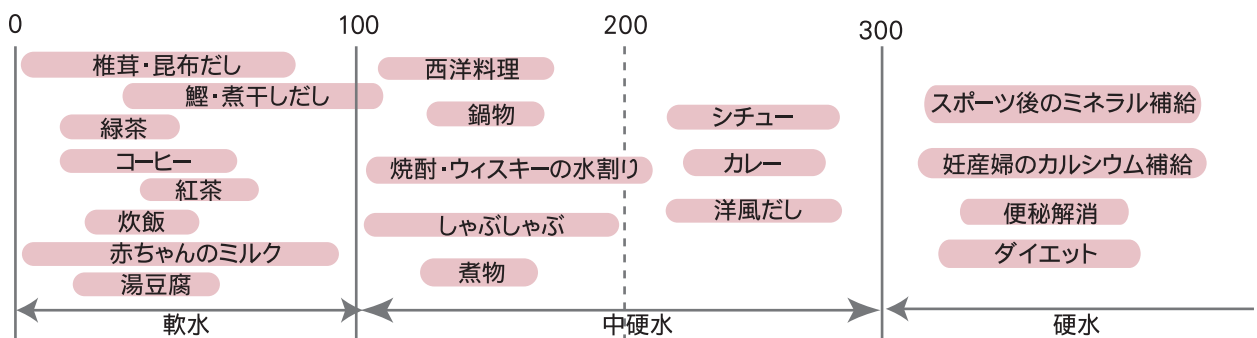 0
100
200
300
椎茸・昆布だし
鰹・煮干しだし
緑茶
コーヒー
紅茶
炊飯
赤ちゃんのミルク
湯豆腐
西洋料理
鍋物
焼酎・ウィスキーの水割り
しゃぶしゃぶ
煮物
シチュー
カレー
洋風だし
スポーツ後のミネラル補給
妊産婦のカルシウム補給
便秘解消
ダイエット
軟水
中硬水
硬水